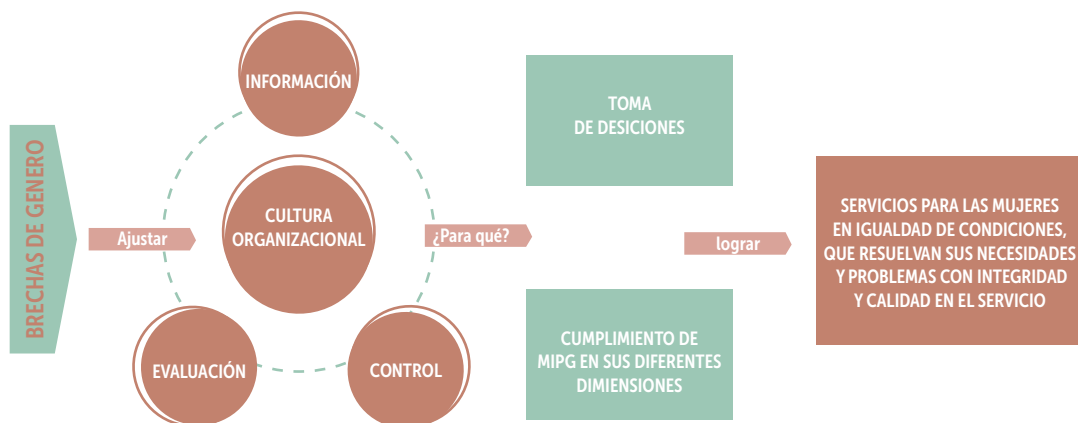 BRECHAS DE GENERO
Ajustar
INFORMACIÓN
CULTURA
ORGANIZACIONAL
EVALUACIÓN
CONTROL
¿Para qué?
TOMA
DE DESICIONES
CUMPLIMIENTO DE
MIPG EN SUS DIFERENTES
DIMIENSIONES
lograr
SERVICIOS PARA LAS MUJERES
EN IGUALDAD DE CONDICIONES,
QUE RESUELVAN SUS NECESIDADES
Y PROBLEMAS CON INTEGRIDAD
Y CALIDAD EN EL SERVICIO